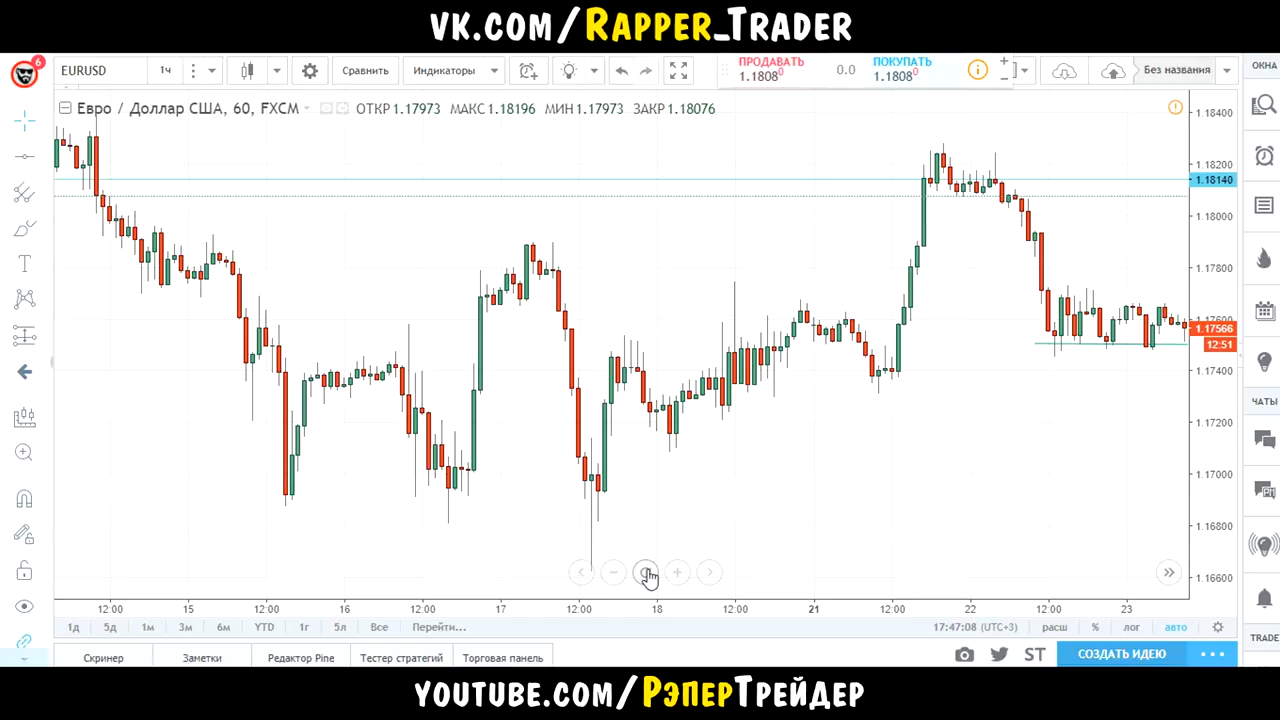 vk.com/Rapper_Trader
6
EURUSD 1ч Сравнить Индикаторы ПРОДАВАТЬ 1.1808⁰ 0.0 ПОКУПАТЬ 1.1808⁰ Без названия ОКНА
Евро / Доллар США, 60, FXCM ОТКР 1.17973 МАКС 1.18196 МИН 1.17973 ЗАКР 1.18076
1.18400
1.18200
1.18140
1.18000
1.17800
1.17600
1.17566
12:51
1.17400
ЧАТЫ
1.17200
1.17000
1.16800
1.16600
12:00 15 12:00 16 12:00 17 12:00 18 12:00 21 12:00 22 12:00 23
1д 5д 1м 3м 6м YTD 1г 5л Все Перейти... 17:47:08 (UTC+3) расш % лог авто
TRADE
Скринер Заметки Редактор Pine Тестер стратегий Торговая панель ST СОЗДАТЬ ИДЕЮ
youtube.com/РэперТрейдер